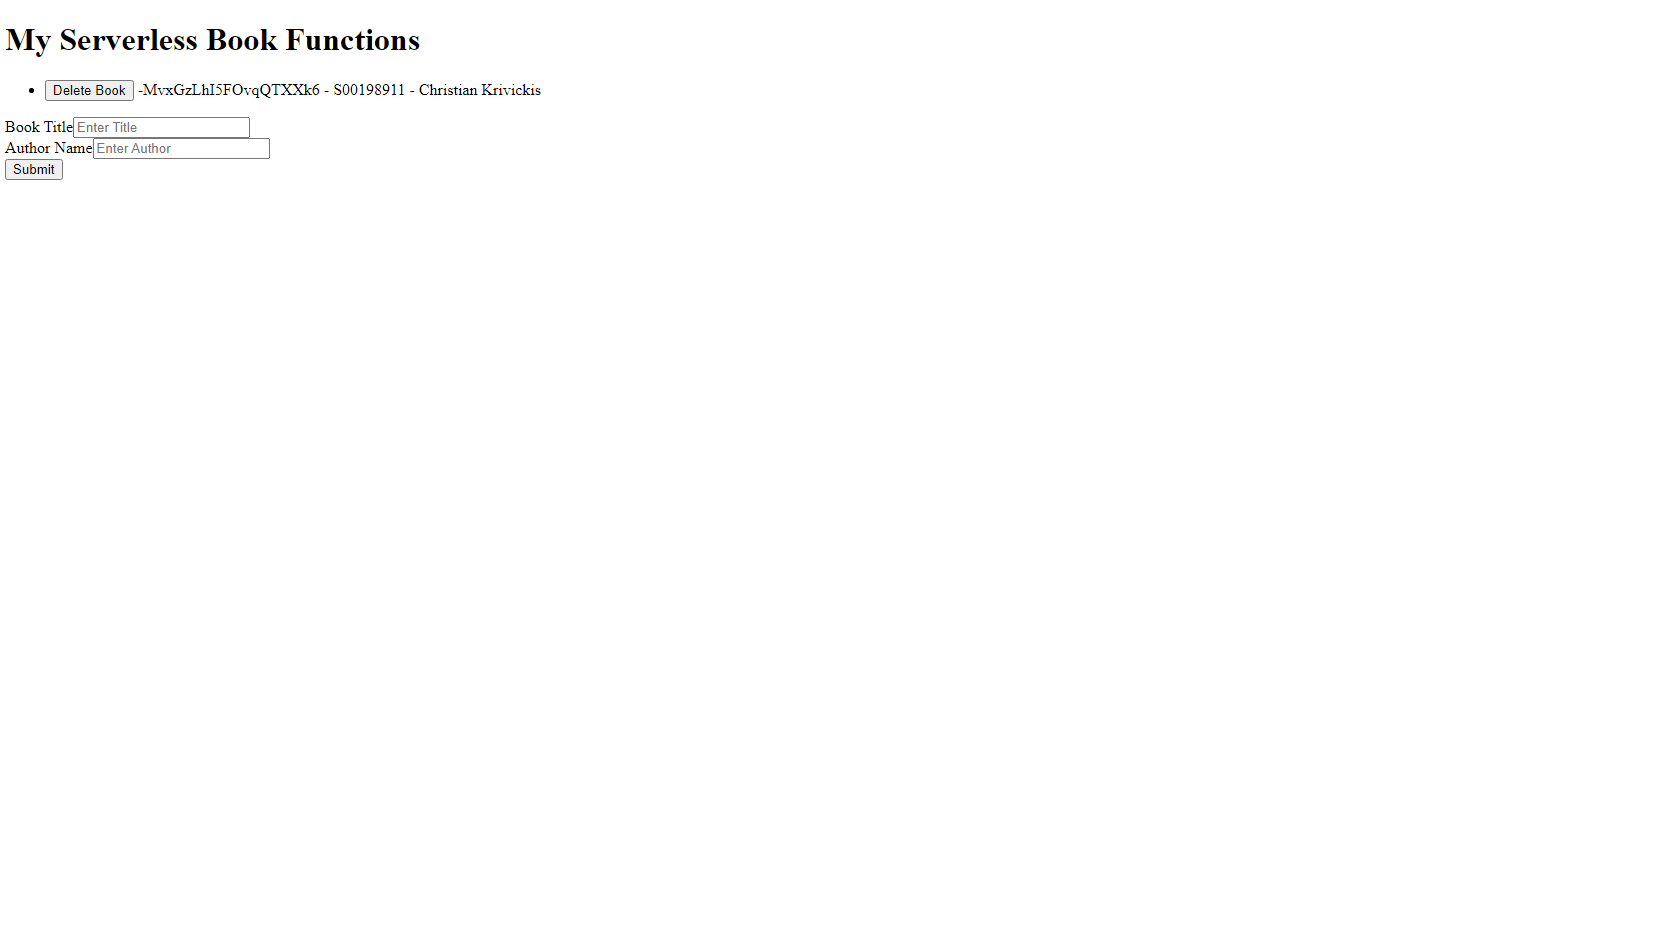 My Serverless Book Functions
Delete Book -MvxGzLhI5FOvqQTXXk6 - S00198911 - Christian Krivickis
Book Title Enter Title
Author Name Enter Author
Submit